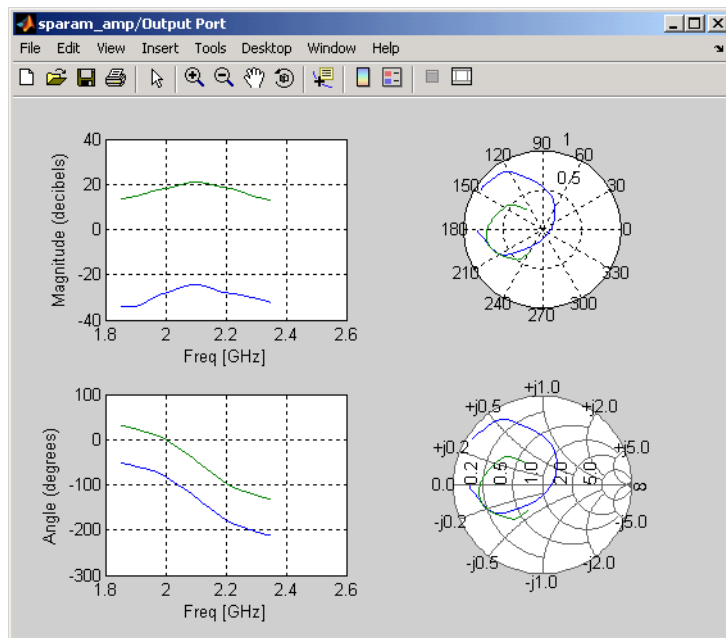 sparam_amp/Output Port
File Edit View Insert Tools Desktop Window Help
Magnitude (decibels)
40
20
0
-20
-40
1.8 2 2.2 2.4 2.6
Freq [GHz]
90 1
120 60
0.5
150 30
180 0
210 330
240 300
270
Angle (degrees)
100
0
-100
-200
-300
1.8 2 2.2 2.4 2.6
Freq [GHz]
+j1.0
+j0.5 +j2.0
+j0.2 +j5.0
0.0 0.2 0.5 1.0 2.0 5.0 ∞
-j0.2 -j5.0
-j0.5 -j2.0
-j1.0